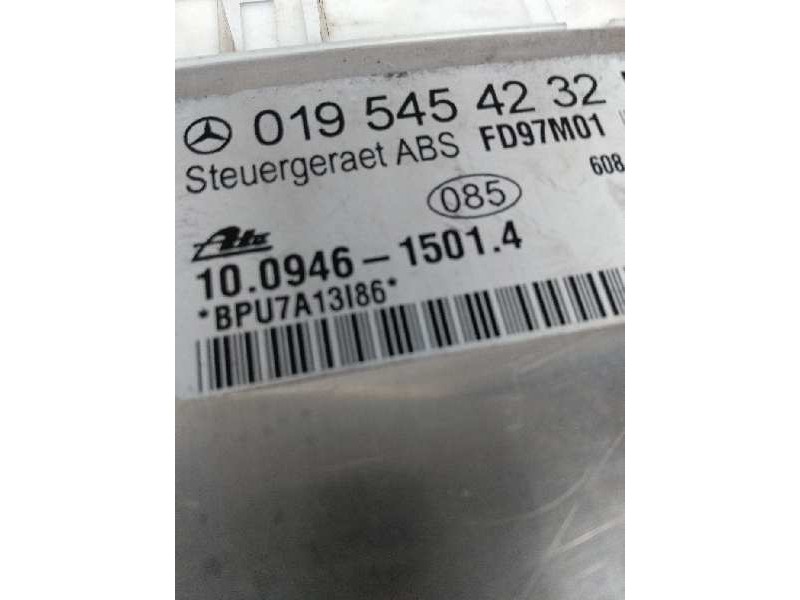 019 545 42 32
Steuergeraet ABS FD97M01
608
085
Ate
10.0946-1501.4
*BPU7A13I86*